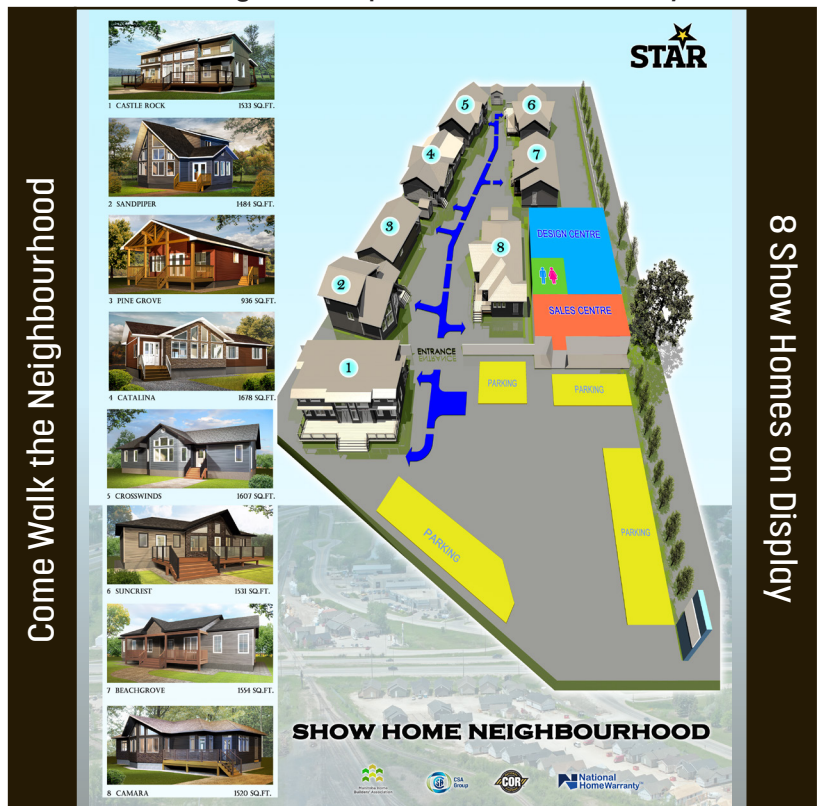 Come Walk the Neighbourhood
8 Show Homes on Display
STAR
1 CASTLE ROCK 1533 SQ.FT.
2 SANDPIPER 1484 SQ.FT.
3 PINE GROVE 936 SQ.FT.
4 CATALINA 1678 SQ.FT.
5 CROSSWINDS 1607 SQ.FT.
6 SUNCREST 1531 SQ.FT.
7 BEACHGROVE 1554 SQ.FT.
8 CAMARA 1520 SQ.FT.
5
6
4
7
3
8
2
1
DESIGN CENTRE
SALES CENTRE
ENTRANCE
PARKING
PARKING
PARKING
PARKING
SHOW HOME NEIGHBOURHOOD
Manitoba Home
Builders' Association
CSA
Group
COR
National
HomeWarranty